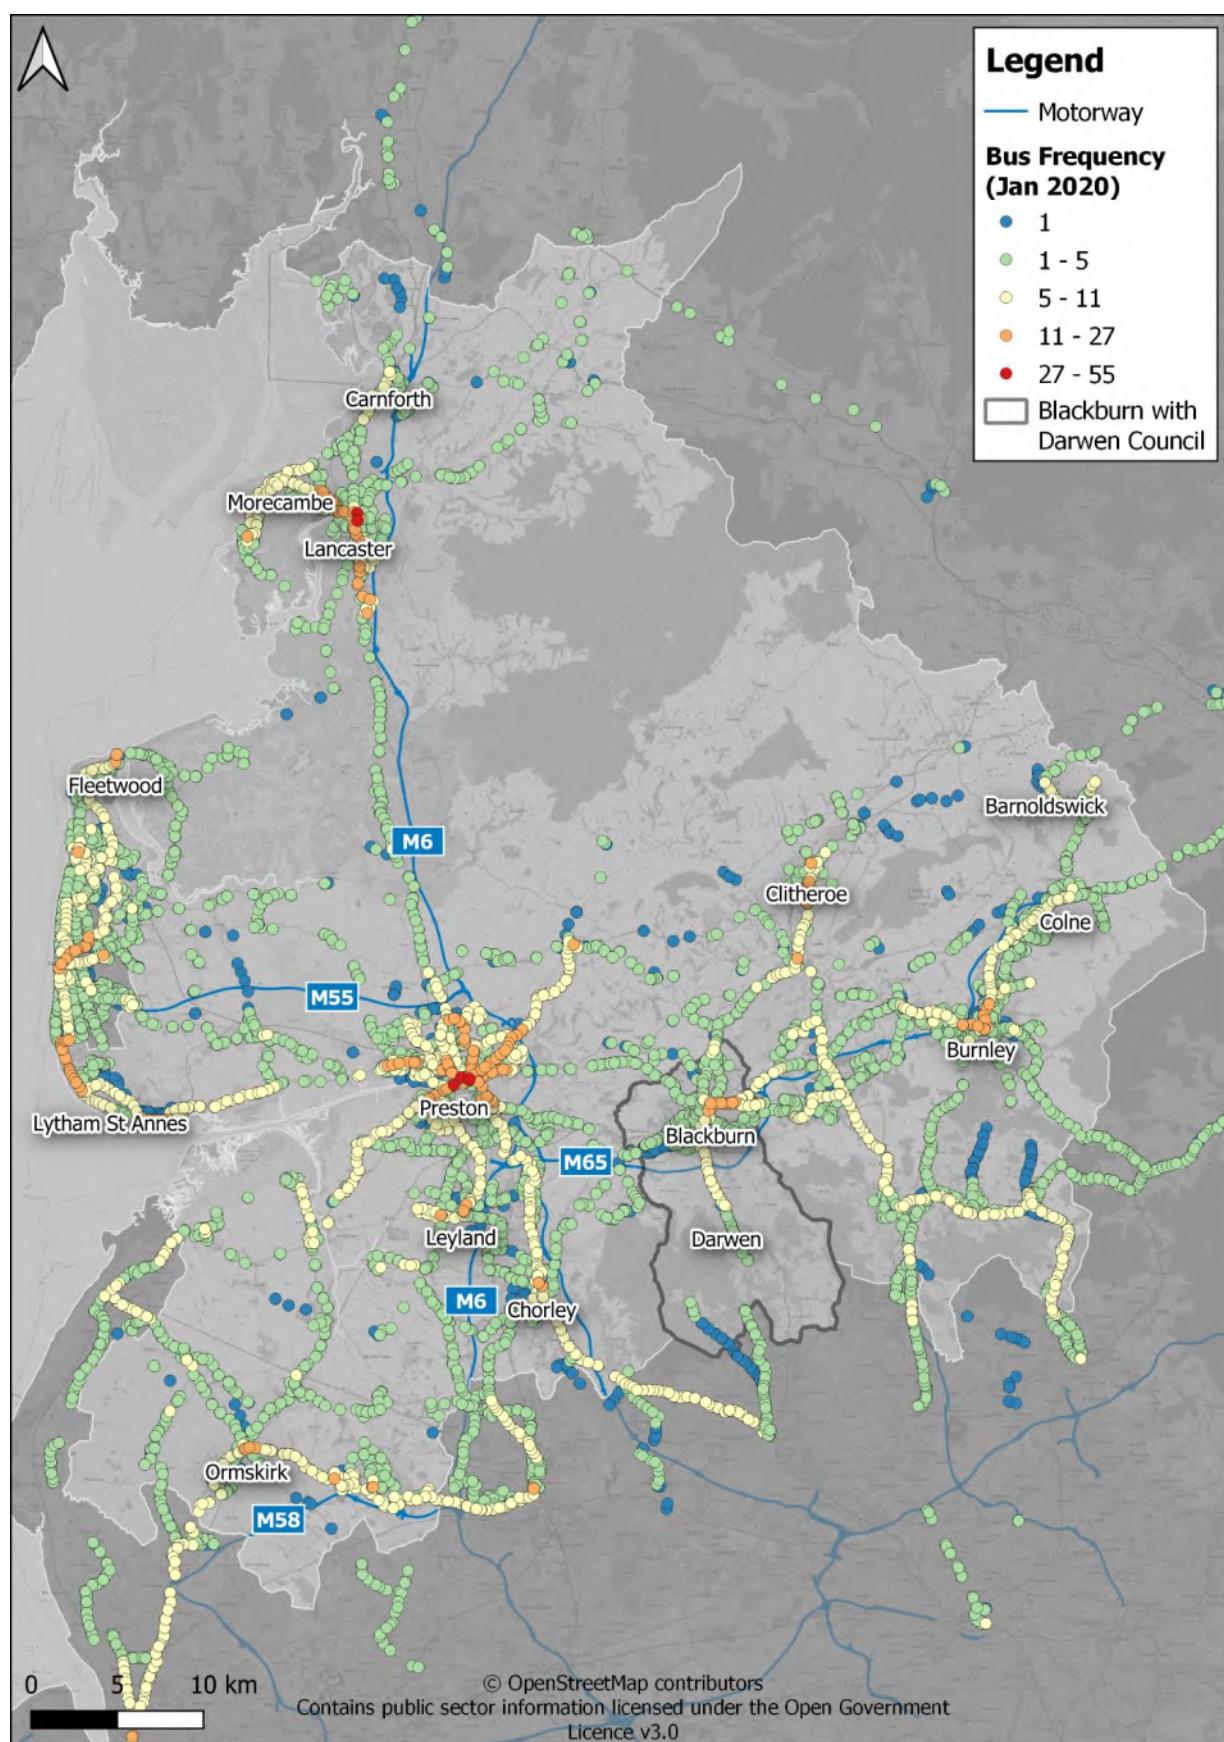 Legend
Motorway
Bus Frequency
(Jan 2020)
1
1 - 5
5 - 11
11 - 27
27 - 55
Blackburn with
Darwen Council
Carnforth
Morecambe
Lancaster
Fleetwood
Barnoldswick
M6
Clitheroe
Colne
M55
Burnley
Preston
Lytham St Annes
Blackburn
M65
Leyland
Darwen
M6
Chorley
Ormskirk
M58
0 5 10 km
© OpenStreetMap contributors
Contains public sector information licensed under the Open Government
Licence v3.0